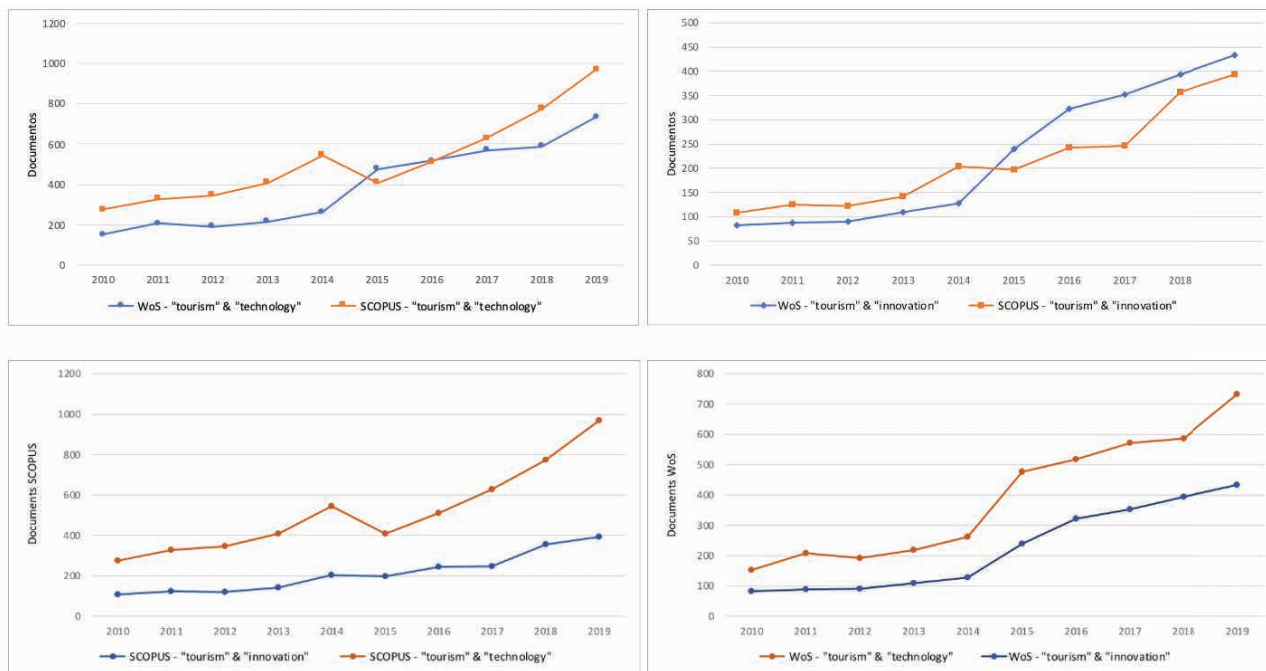 1200
1000
800
600
400
200
0
Documentos
2010 2011 2012 2013 2014 2015 2016 2017 2018 2019
WoS - "tourism" & "technology" SCOPUS - "tourism" & "technology"
500
450
400
350
300
250
200
150
100
50
0
Documentos
2010 2011 2012 2013 2014 2015 2016 2017 2018
WoS - "tourism" & "innovation" SCOPUS - "tourism" & "innovation"
1200
1000
800
600
400
200
0
Documents SCOPUS
2010 2011 2012 2013 2014 2015 2016 2017 2018 2019
SCOPUS - "tourism" & "innovation" SCOPUS - "tourism" & "technology"
800
700
600
500
400
300
200
100
0
Documents WoS
2010 2011 2012 2013 2014 2015 2016 2017 2018 2019
WoS - "tourism" & "technology" WoS - "tourism" & "innovation"